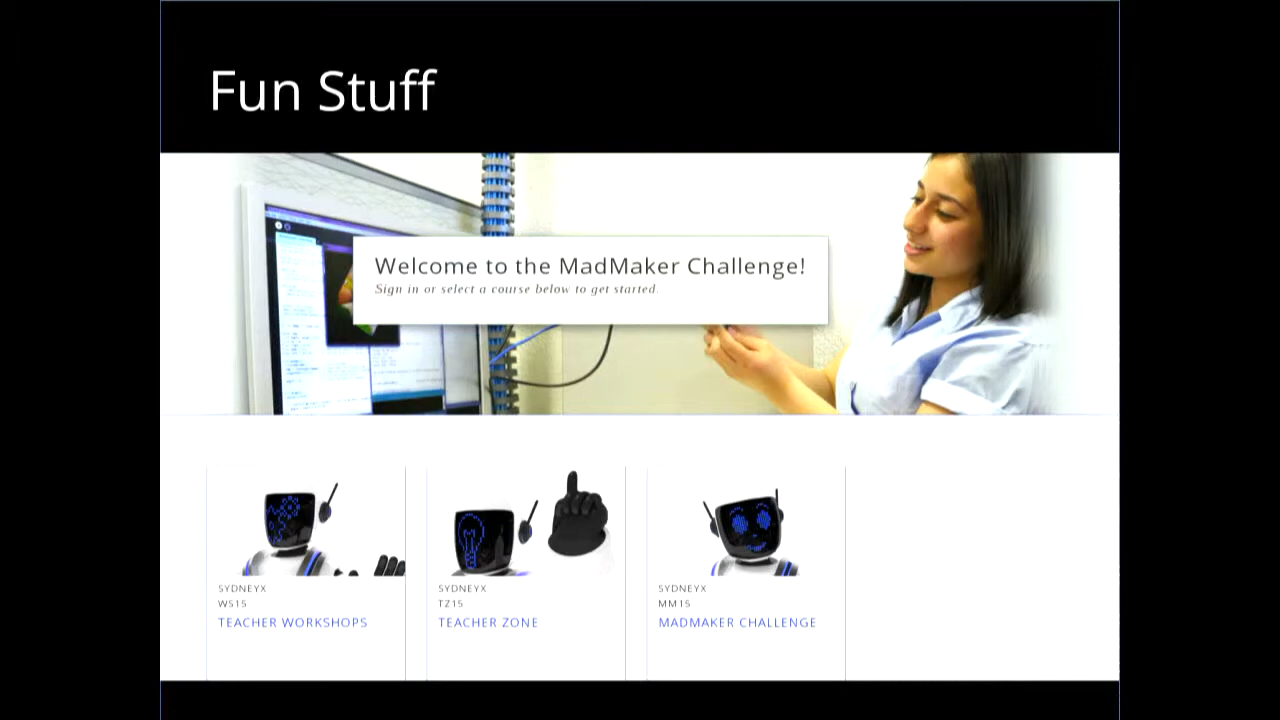 Fun Stuff
Welcome to the MadMaker Challenge!
Sign in or select a course below to get started.
SYDNEYX
WS15
TEACHER WORKSHOPS
SYDNEYX
TZ15
TEACHER ZONE
SYDNEYX
MM15
MADMAKER CHALLENGE